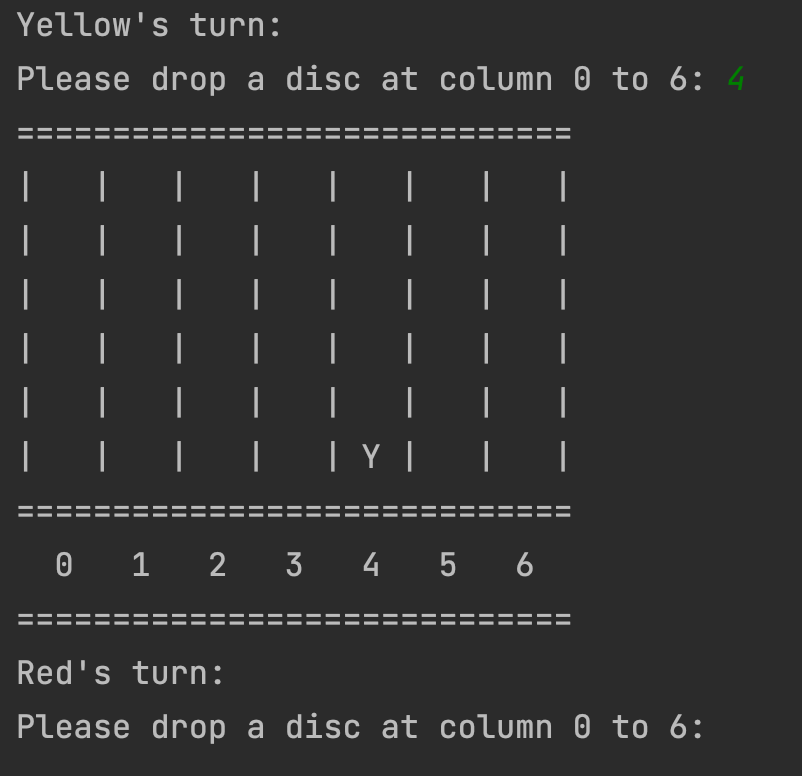 Yellow's turn:
Please drop a disc at column 0 to 6: 4
=============================
|   |   |   |   |   |   |   |
|   |   |   |   |   |   |   |
|   |   |   |   |   |   |   |
|   |   |   |   |   |   |   |
|   |   |   |   |   |   |   |
|   |   |   |   | Y |   |   |
=============================
  0   1   2   3   4   5   6
=============================
Red's turn:
Please drop a disc at column 0 to 6: